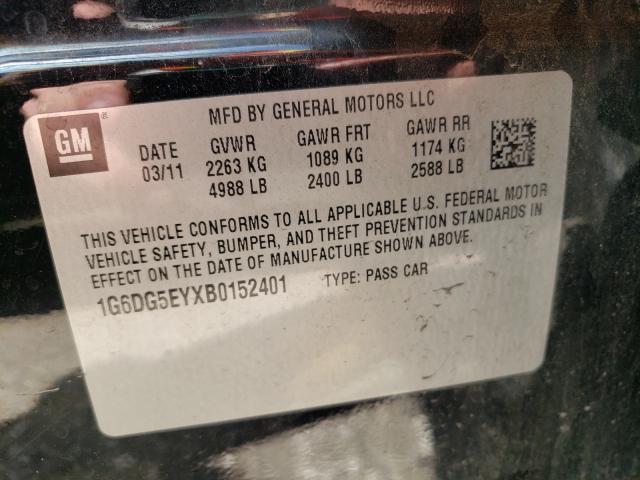 GM
MFD BY GENERAL MOTORS LLC
DATE GVWR GAWR FRT GAWR RR
03/11 2263 KG 1089 KG 1174 KG
4988 LB 2400 LB 2588 LB
THIS VEHICLE CONFORMS TO ALL APPLICABLE U.S. FEDERAL MOTOR
VEHICLE SAFETY, BUMPER, AND THEFT PREVENTION STANDARDS IN
EFFECT ON THE DATE OF MANUFACTURE SHOWN ABOVE.
1G6DG5EYXB0152401 TYPE: PASS CAR